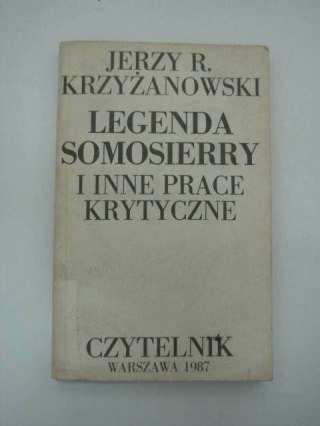 JERZY R.
KRZYŻANOWSKI
LEGENDA
SOMOSIERRY
I INNE PRACE
KRYTYCZNE
CZYTELNIK
WARSZAWA 1987